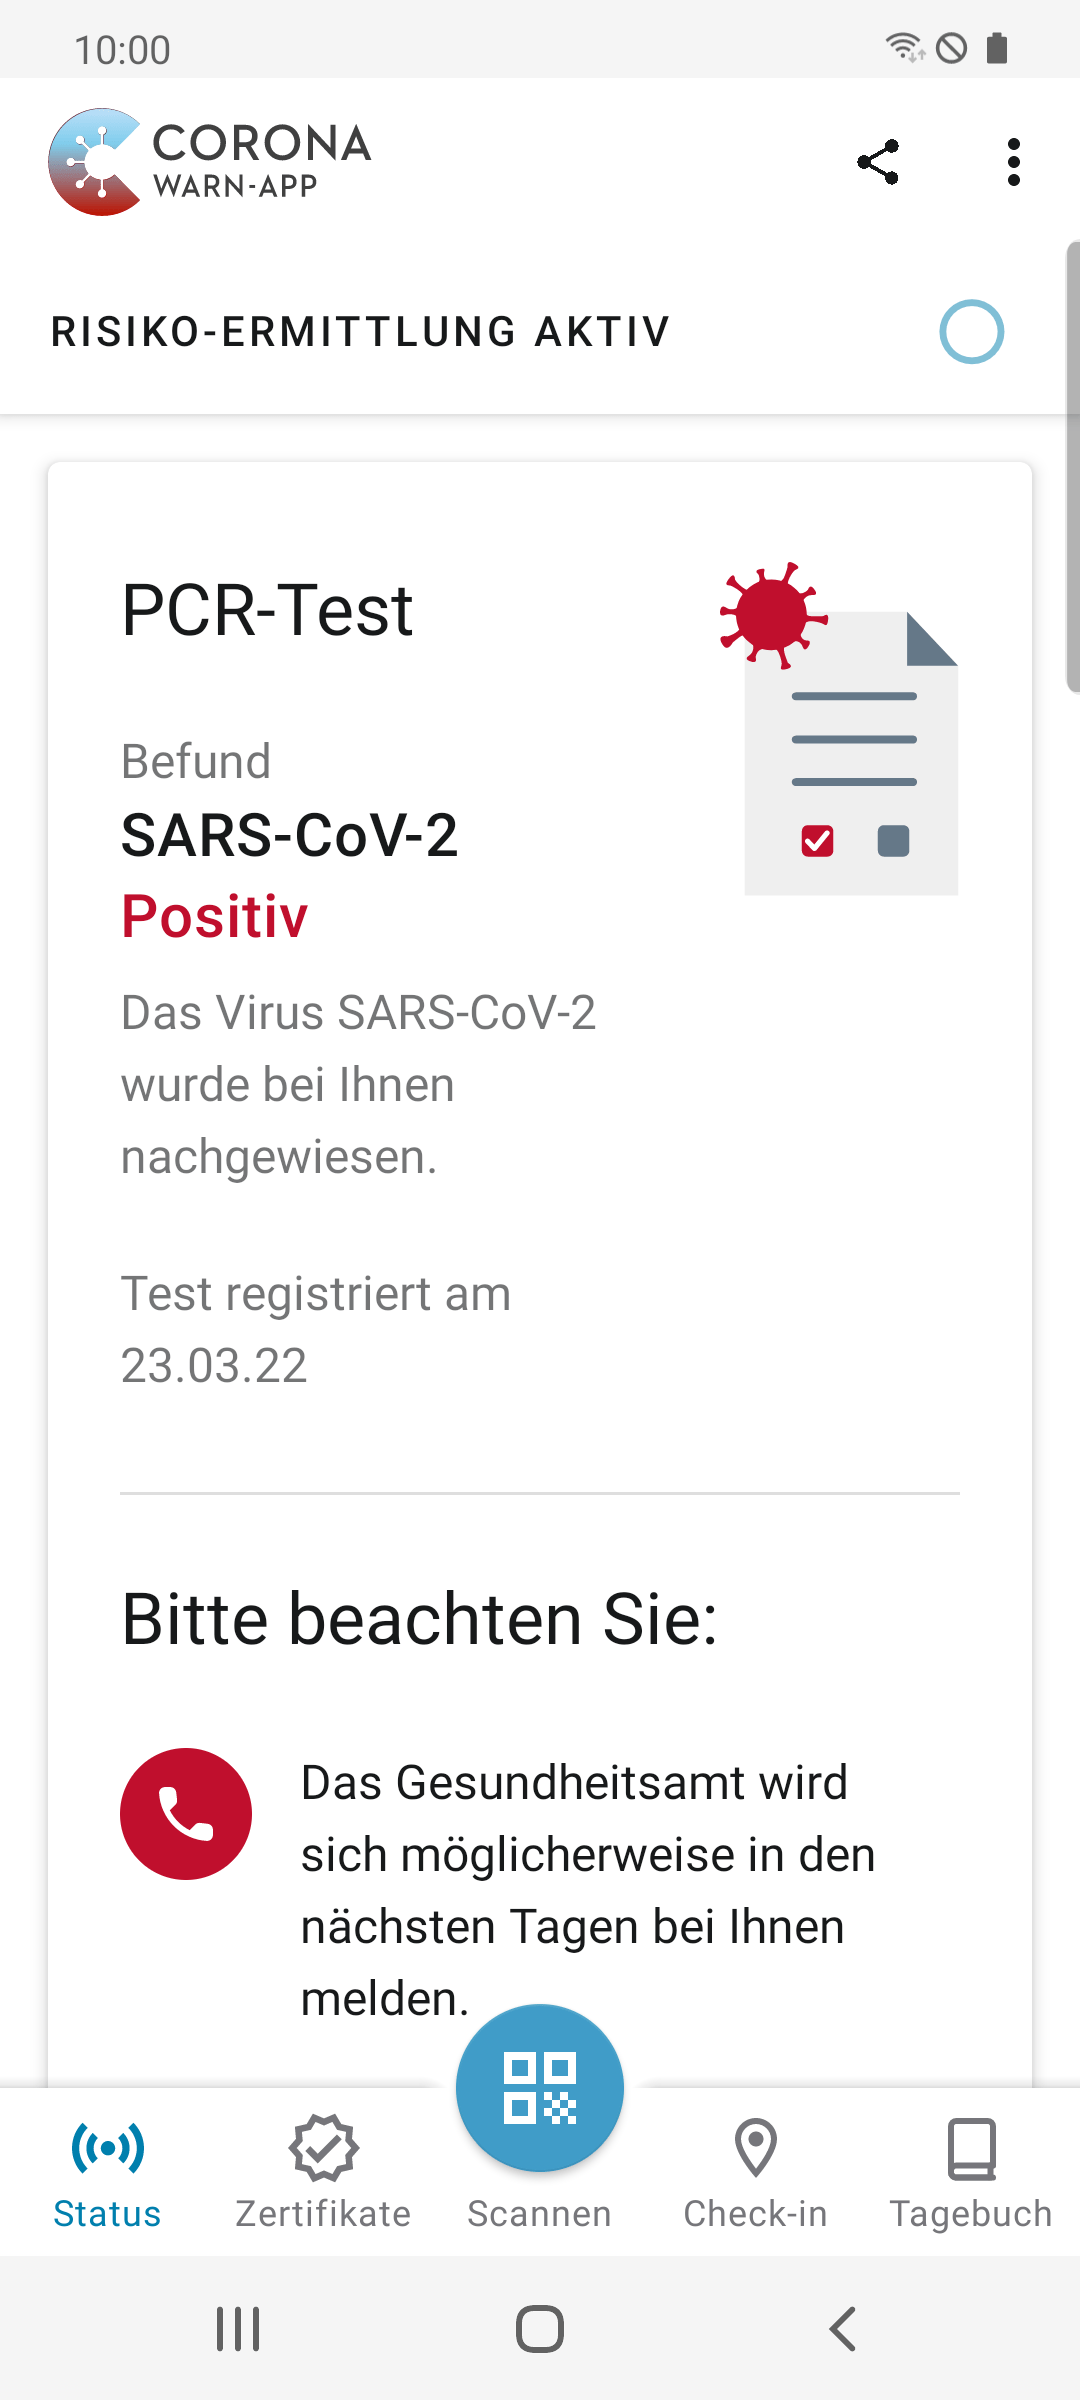 10:00
CORONA
WARN-APP
RISIKO-ERMITTLUNG AKTIV
PCR-Test
Befund
SARS-CoV-2
Positiv
Das Virus SARS-CoV-2
wurde bei Ihnen
nachgewiesen.
Test registriert am
23.03.22
Bitte beachten Sie:
Das Gesundheitsamt wird
sich möglicherweise in den
nächsten Tagen bei Ihnen
melden.
Status
Zertifikate
Scannen
Check-in
Tagebuch